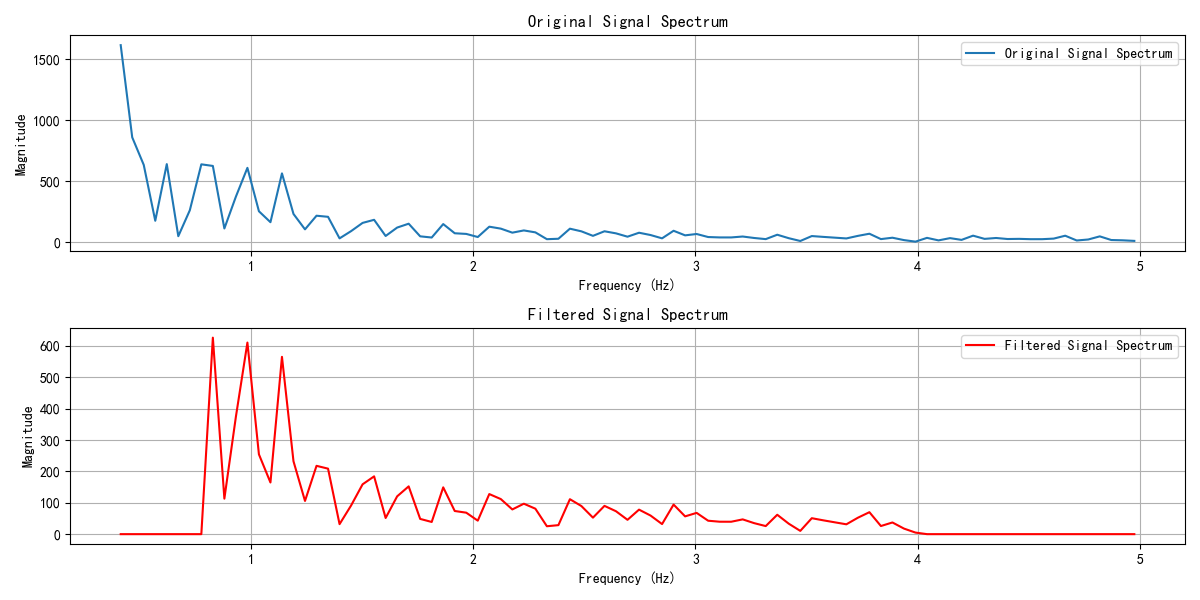 Original Signal Spectrum
Original Signal Spectrum
1500
1000
500
0
Magnitude
1 2 3 4 5
Frequency (Hz)
Filtered Signal Spectrum
Filtered Signal Spectrum
600
500
400
300
200
100
0
Magnitude
1 2 3 4 5
Frequency (Hz)